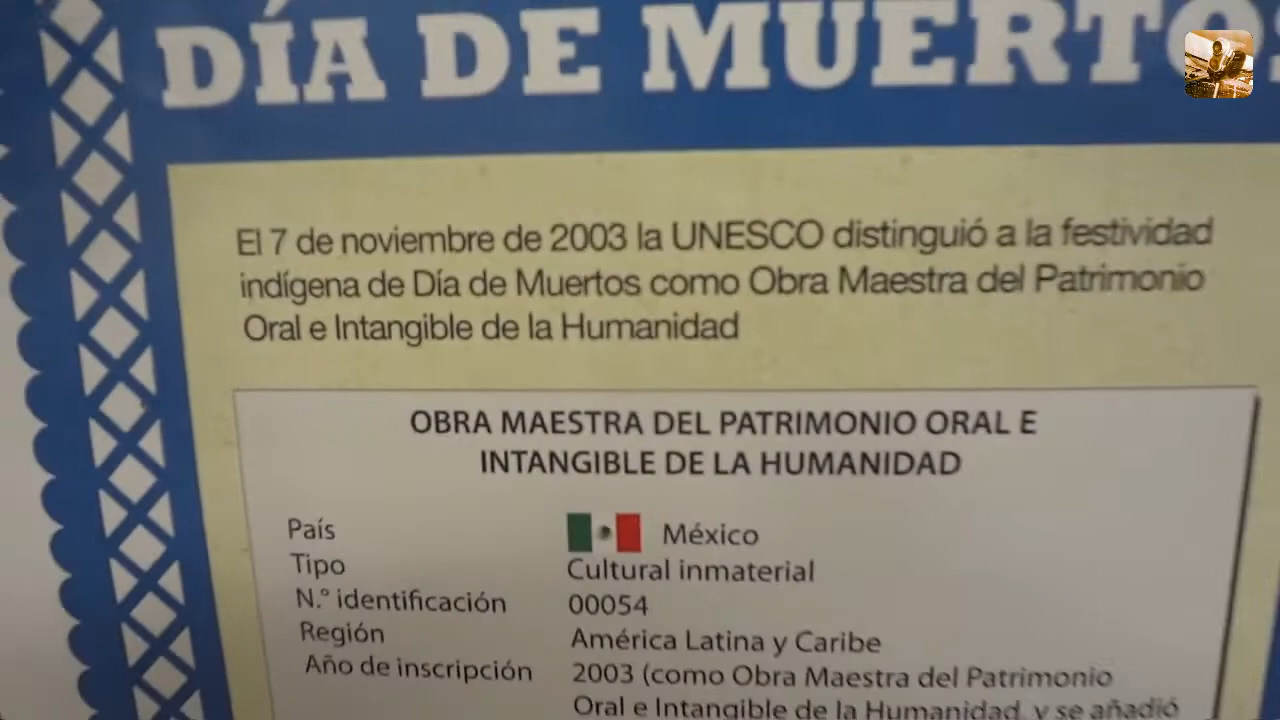 DÍA DE MUERTOS
El 7 de noviembre de 2003 la UNESCO distinguió a la festividad
indígena de Día de Muertos como Obra Maestra del Patrimonio
Oral e Intangible de la Humanidad
OBRA MAESTRA DEL PATRIMONIO ORAL E
INTANGIBLE DE LA HUMANIDAD
País México
Tipo Cultural inmaterial
N.° identificación 00054
Región América Latina y Caribe
Año de inscripción 2003 (como Obra Maestra del Patrimonio
Oral e Intangible de la Humanidad, y se añadió